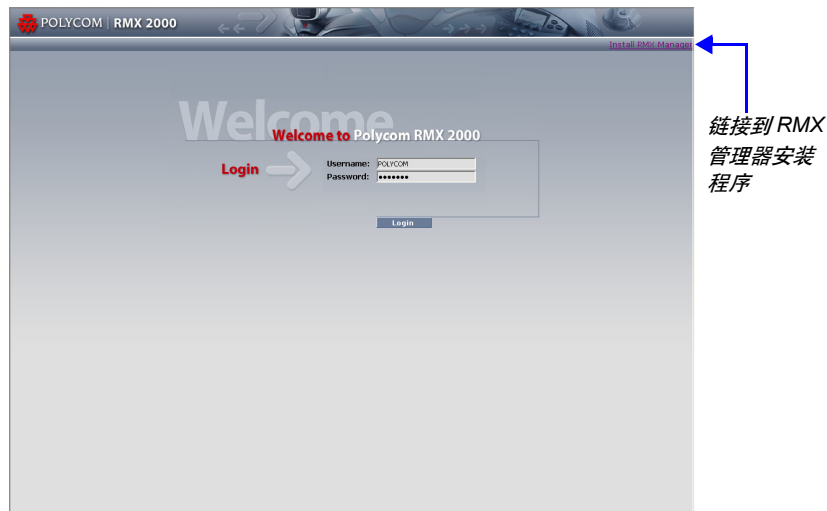 POLYCOM | RMX 2000
Install RMX Manager
Welcome
Welcome to Polycom RMX 2000
Login
Username: POLYCOM
Password: •••••••
Login
链接到 RMX
管理器安装
程序